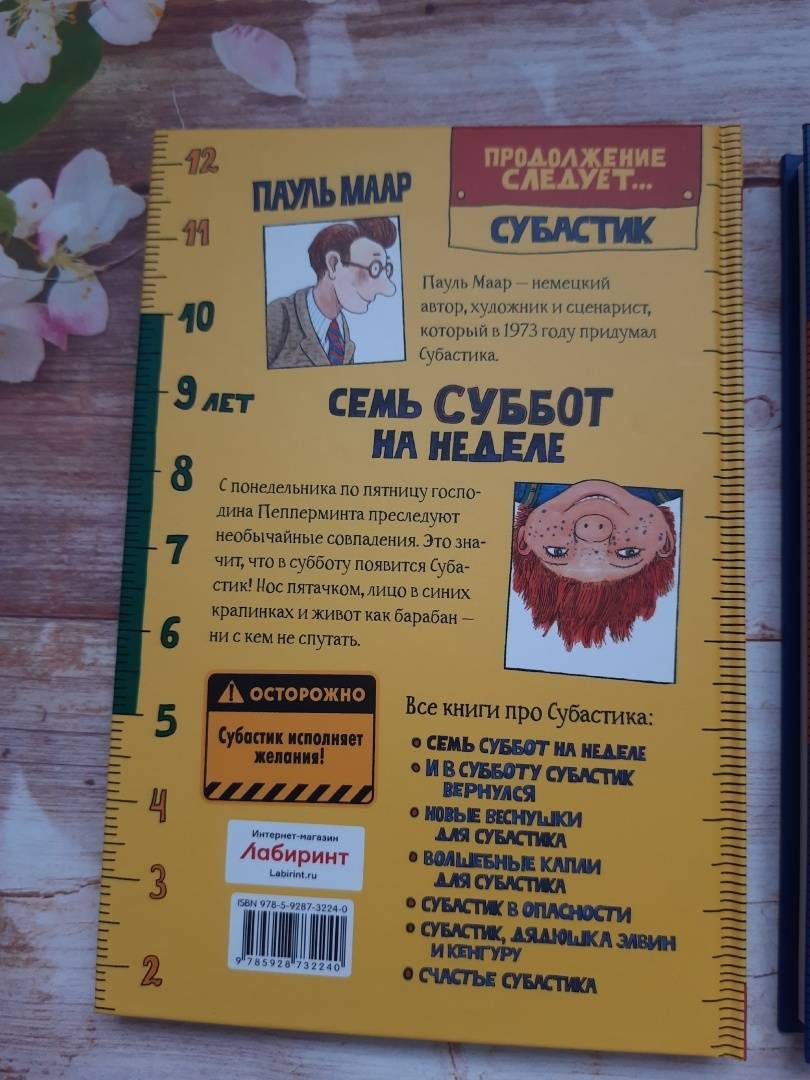 12
11
10
9 ЛЕТ
8
7
6
5
4
3
2
ПАУЛЬ МААР
ПРОДОЛЖЕНИЕ
СЛЕДУЕТ...
СУБАСТИК
Пауль Маар — немецкий
автор, художник и сценарист,
который в 1973 году придумал
Субастика.
СЕМЬ СУББОТ
НА НЕДЕЛЕ
С понедельника по пятницу госпо-
дина Пепперминта преследуют
необычайные совпадения. Это зна-
чит, что в субботу появится Суба-
стик! Нос пятачком, лицо в синих
крапинках и живот как барабан —
ни с кем не спутать.
ОСТОРОЖНО
Субастик исполняет
желания!
Все книги про Субастика:
• СЕМЬ СУББОТ НА НЕДЕЛЕ
• И В СУББОТУ СУБАСТИК
ВЕРНУЛСЯ
• НОВЫЕ ВЕСНУШКИ
ДЛЯ СУБАСТИКА
• ВОЛШЕБНЫЕ КАПЛИ
ДЛЯ СУБАСТИКА
• СУБАСТИК В ОПАСНОСТИ
• СУБАСТИК, ДЯДЮШКА ЭЛВИН
И КЕНГУРУ
• СЧАСТЬЕ СУБАСТИКА
Интернет-магазин
Лабиринт
Labirint.ru
ISBN 978-5-9287-3224-0
9 785928 732240